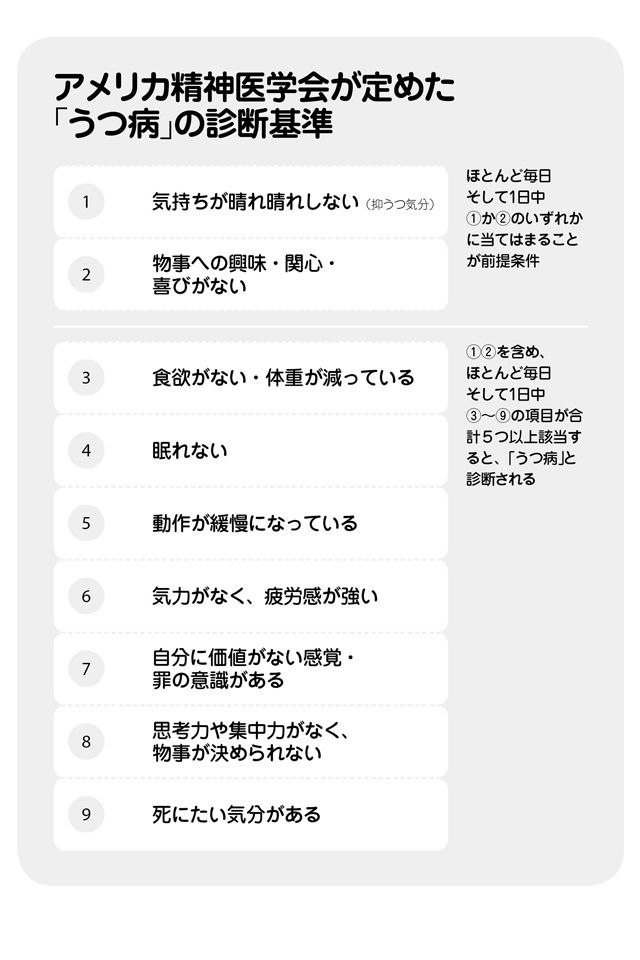 アメリカ精神医学会が定めた
「うつ病」の診断基準
1 気持ちが晴れ晴れしない（抑うつ気分）
2 物事への興味・関心・
喜びがない
ほとんど毎日
そして1日中
①か②のいずれか
に当てはまること
が前提条件
3 食欲がない・体重が減っている
4 眠れない
5 動作が緩慢になっている
6 気力がなく、疲労感が強い
7 自分に価値がない感覚・
罪の意識がある
8 思考力や集中力がなく、
物事が決められない
9 死にたい気分がある
①②を含め、
ほとんど毎日
そして1日中
③〜⑨の項目が合
計５つ以上該当す
ると、「うつ病」と
診断される